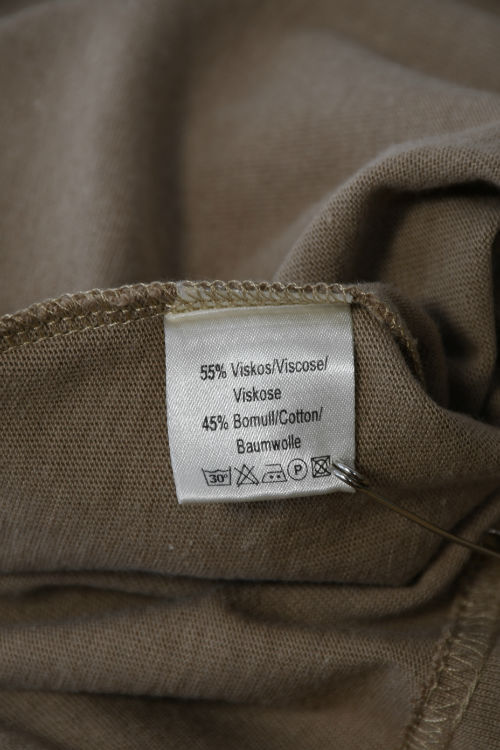 55% Viskos/Viscose/
Viskose
45% Bomull/Cotton/
Baumwolle
30° P